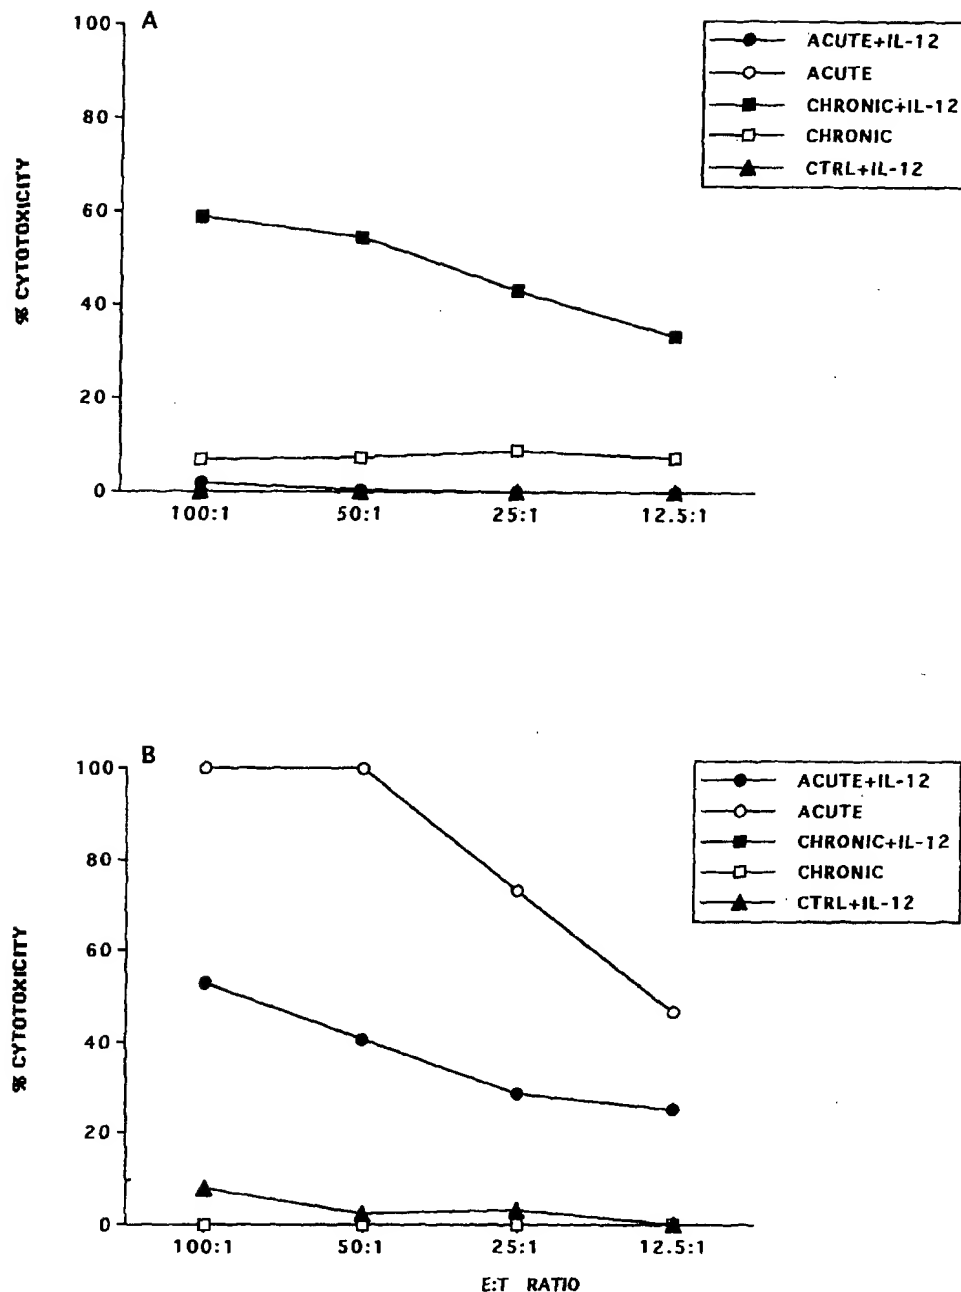 A
100
80
60
40
20
0
% CYTOTOXICITY
100:1 50:1 25:1 12.5:1
ACUTE+IL-12
ACUTE
CHRONIC+IL-12
CHRONIC
CTRL+IL-12
B
100
80
60
40
20
0
% CYTOTOXICITY
100:1 50:1 25:1 12.5:1
E:T RATIO
ACUTE+IL-12
ACUTE
CHRONIC+IL-12
CHRONIC
CTRL+IL-12